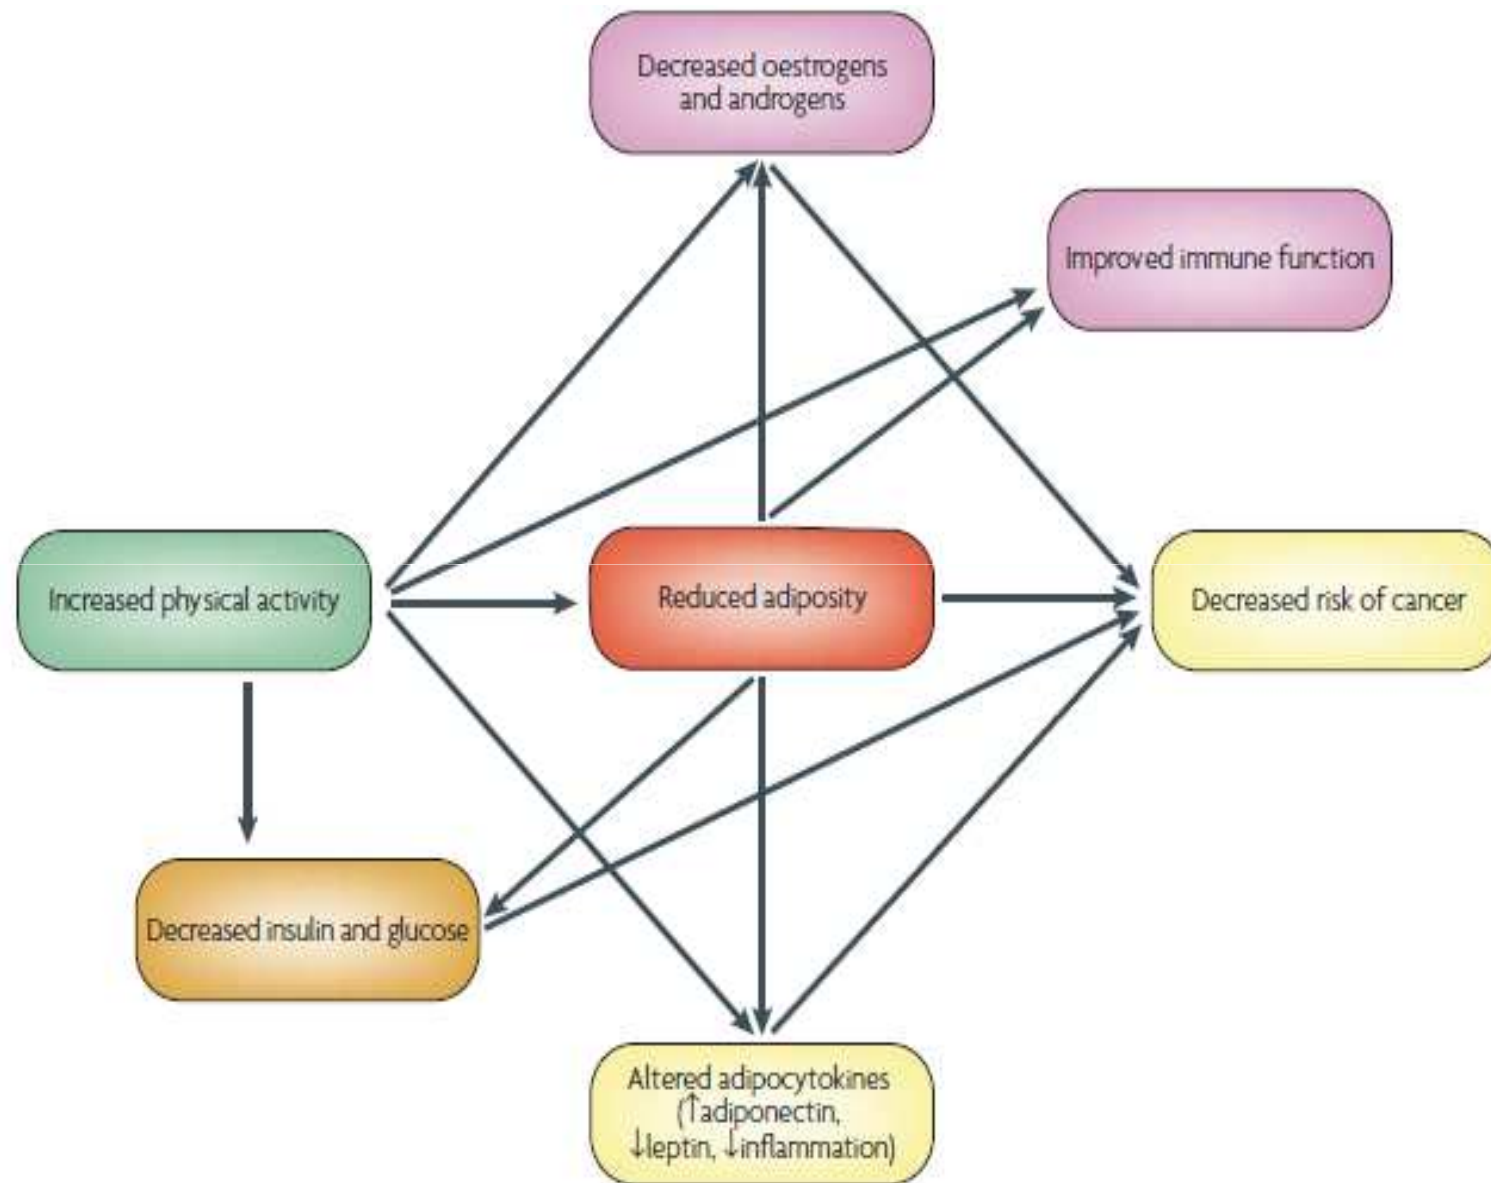 Decreased oestrogens
and androgens
Improved immune function
Increased physical activity
Reduced adiposity
Decreased risk of cancer
Decreased insulin and glucose
Altered adipocytokines
(↑adiponectin,
↓leptin, ↓inflammation)